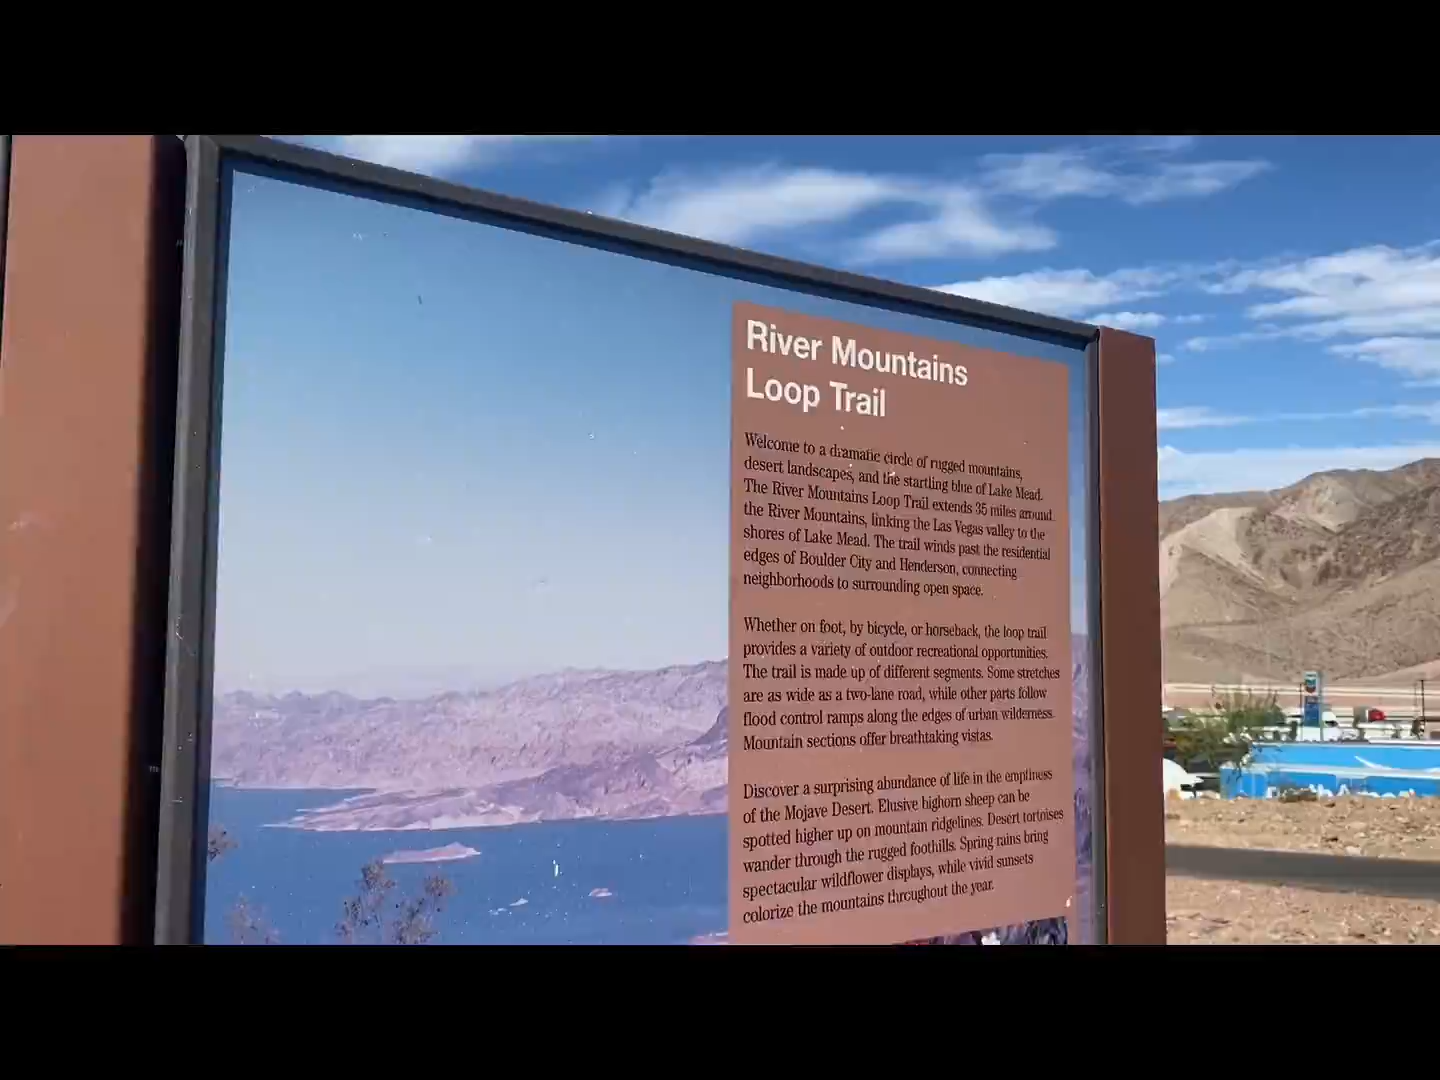 River Mountains
Loop Trail
Welcome to a dramatic circle of rugged mountains,
desert landscapes, and the startling blue of Lake Mead.
The River Mountains Loop Trail extends 35 miles around
the River Mountains, linking the Las Vegas valley to the
shores of Lake Mead. The trail winds past the residential
edges of Boulder City and Henderson, connecting
neighborhoods to surrounding open space.
Whether on foot, by bicycle, or horseback, the loop trail
provides a variety of outdoor recreational opportunities.
The trail is made up of different segments. Some stretches
are as wide as a two-lane road, while other parts follow
flood control ramps along the edges of urban wilderness.
Mountain sections offer breathtaking vistas.
Discover a surprising abundance of life in the emptiness
of the Mojave Desert. Elusive bighorn sheep can be
spotted higher up on mountain ridgelines. Desert tortoises
wander through the rugged foothills. Spring rains bring
spectacular wildflower displays, while vivid sunsets
colorize the mountains throughout the year.